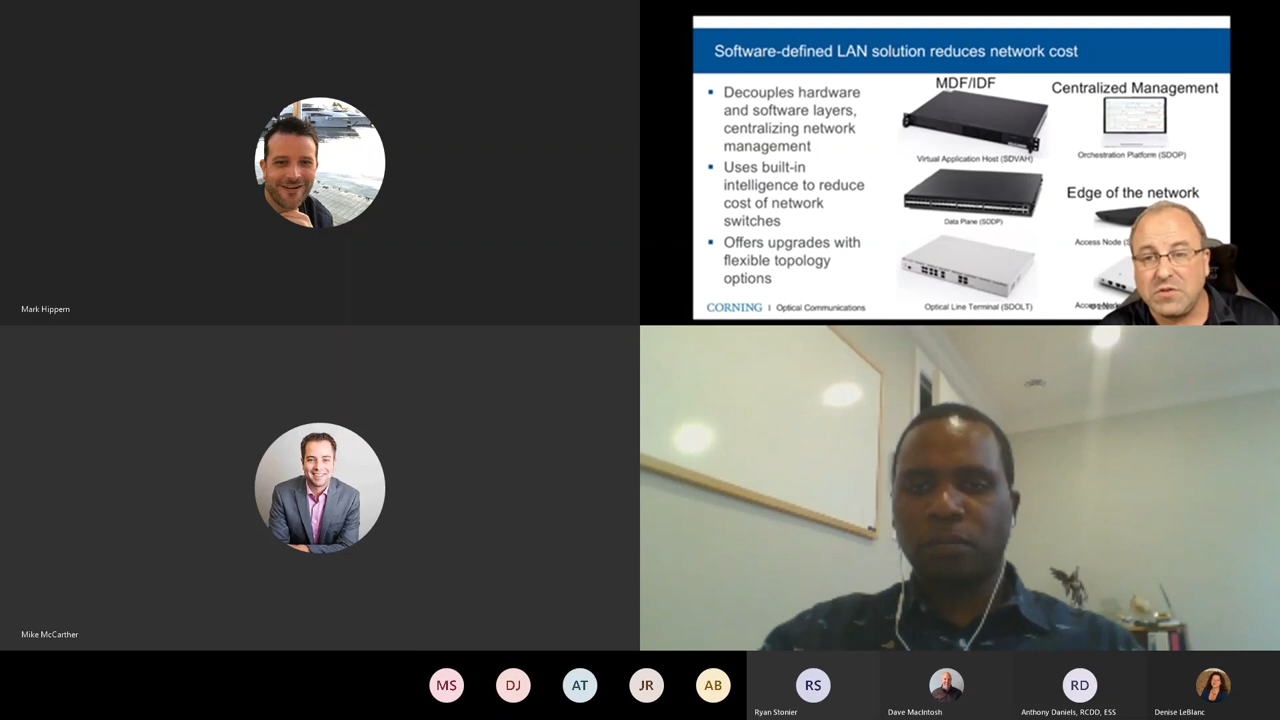 Software-defined LAN solution reduces network cost
Decouples hardware
and software layers,
centralizing network
management
Uses built-in
intelligence to reduce
cost of network
switches
Offers upgrades with
flexible topology
options
MDF/IDF
Virtual Application Host (SDVAH)
Data Plane (SDDP)
Optical Line Terminal (SDOLT)
Centralized Management
Orchestration Platform (SDOP)
Edge of the network
Access Node
Access Node
CORNING | Optical Communications
Mark Hippern
Mike McCarther
MS
DJ
AT
JR
AB
RS
RD
Ryan Stonier
Dave MacIntosh
Anthony Daniels, RCDD, ESS
Denise LeBlanc